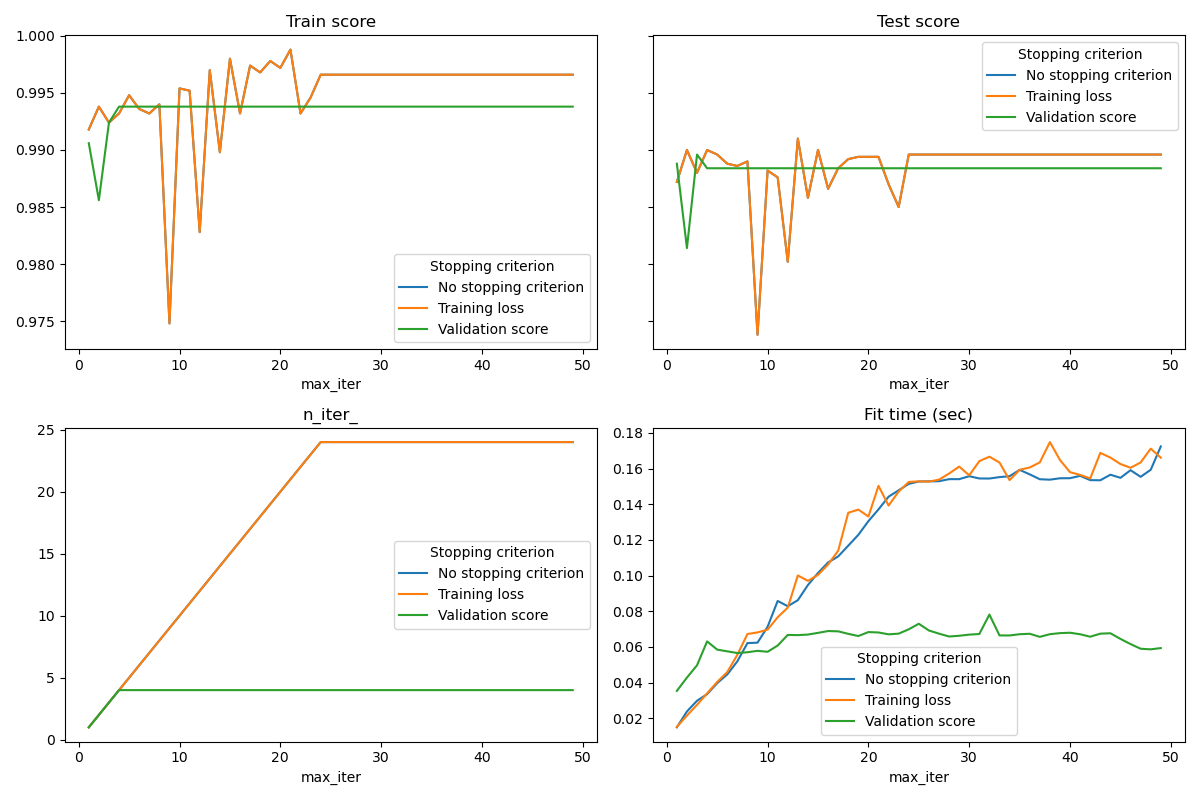 Train score
1.000
0.995
0.990
0.985
0.980
0.975
0 10 20 30 40 50
max_iter
Stopping criterion
No stopping criterion
Training loss
Validation score
Test score
Stopping criterion
No stopping criterion
Training loss
Validation score
0 10 20 30 40 50
max_iter
n_iter_
25
20
15
10
5
0
Stopping criterion
No stopping criterion
Training loss
Validation score
0 10 20 30 40 50
max_iter
Fit time (sec)
0.18
0.16
0.14
0.12
0.10
0.08
0.06
0.04
0.02
Stopping criterion
No stopping criterion
Training loss
Validation score
0 10 20 30 40 50
max_iter